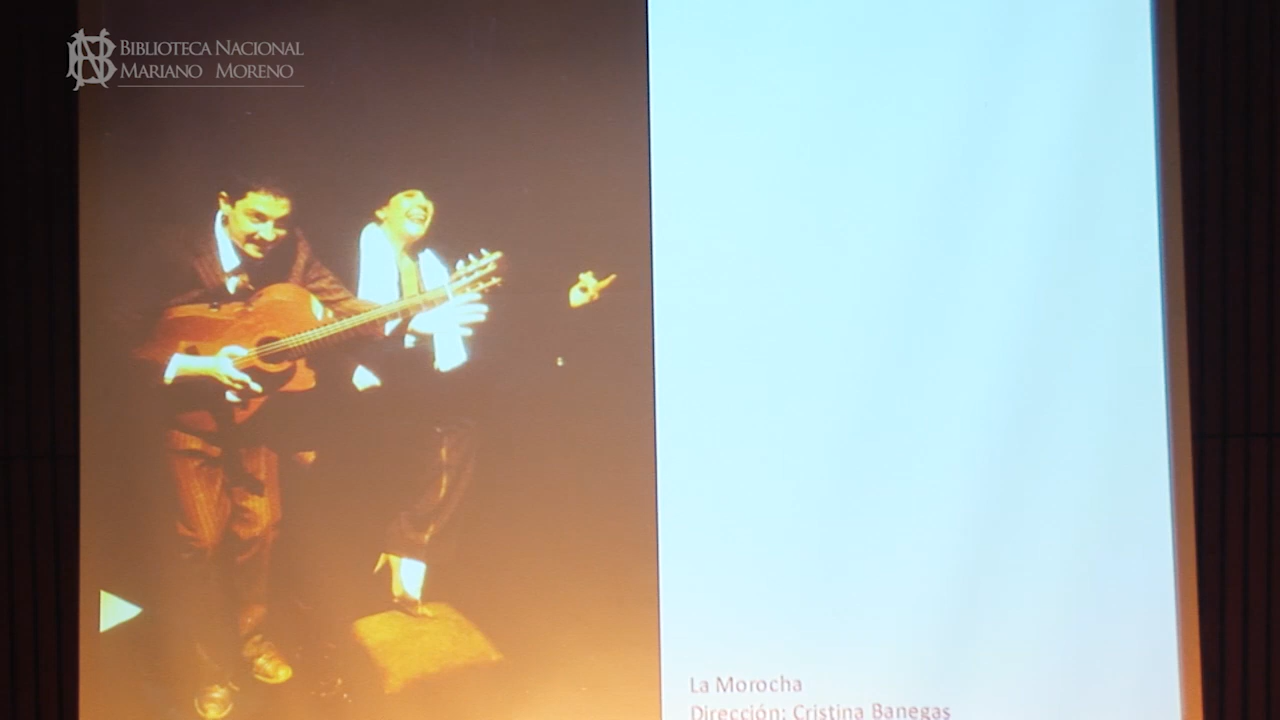 BIBLIOTECA NACIONAL
MARIANO MORENO
La Morocha
Dirección: Cristina Banegas